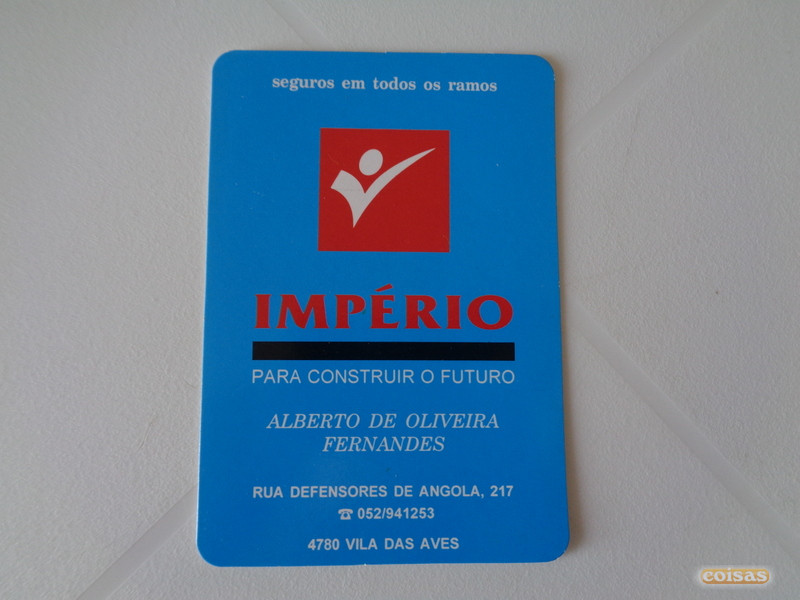 seguros em todos os ramos
IMPÉRIO
PARA CONSTRUIR O FUTURO
ALBERTO DE OLIVEIRA
FERNANDES
RUA DEFENSORES DE ANGOLA, 217
☎ 052/941253
4780 VILA DAS AVES
coisas